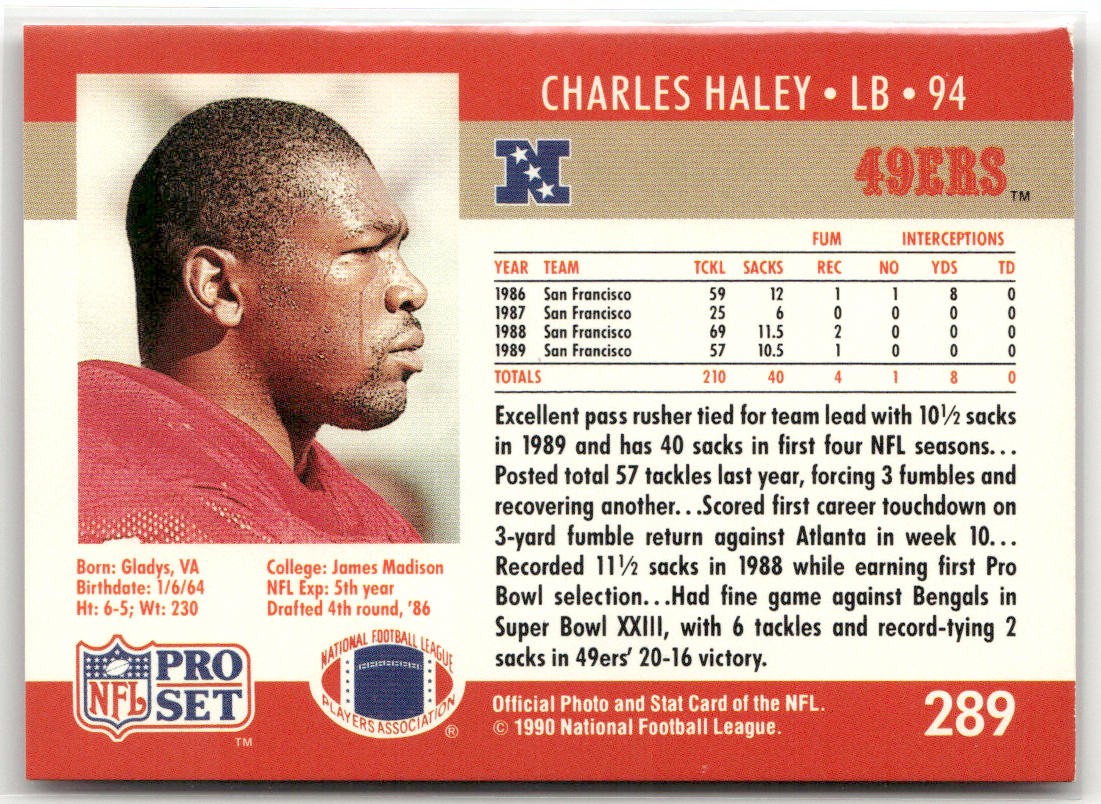 CHARLES HALEY • LB • 94
N
49ERS™
FUM INTERCEPTIONS
YEAR TEAM TCKL SACKS REC NO YDS TD
1986 San Francisco 59 12 1 1 8 0
1987 San Francisco 25 6 0 0 0 0
1988 San Francisco 69 11.5 2 0 0 0
1989 San Francisco 57 10.5 1 0 0 0
TOTALS 210 40 4 1 8 0
Excellent pass rusher tied for team lead with 10½ sacks
in 1989 and has 40 sacks in first four NFL seasons...
Posted total 57 tackles last year, forcing 3 fumbles and
recovering another...Scored first career touchdown on
3-yard fumble return against Atlanta in week 10...
Recorded 11½ sacks in 1988 while earning first Pro
Bowl selection...Had fine game against Bengals in
Super Bowl XXIII, with 6 tackles and record-tying 2
sacks in 49ers' 20-16 victory.
Born: Gladys, VA
Birthdate: 1/6/64
Ht: 6-5; Wt: 230
College: James Madison
NFL Exp: 5th year
Drafted 4th round, '86
NFL PRO SET™
NATIONAL FOOTBALL LEAGUE
PLAYERS ASSOCIATION®
Official Photo and Stat Card of the NFL.
© 1990 National Football League.
289